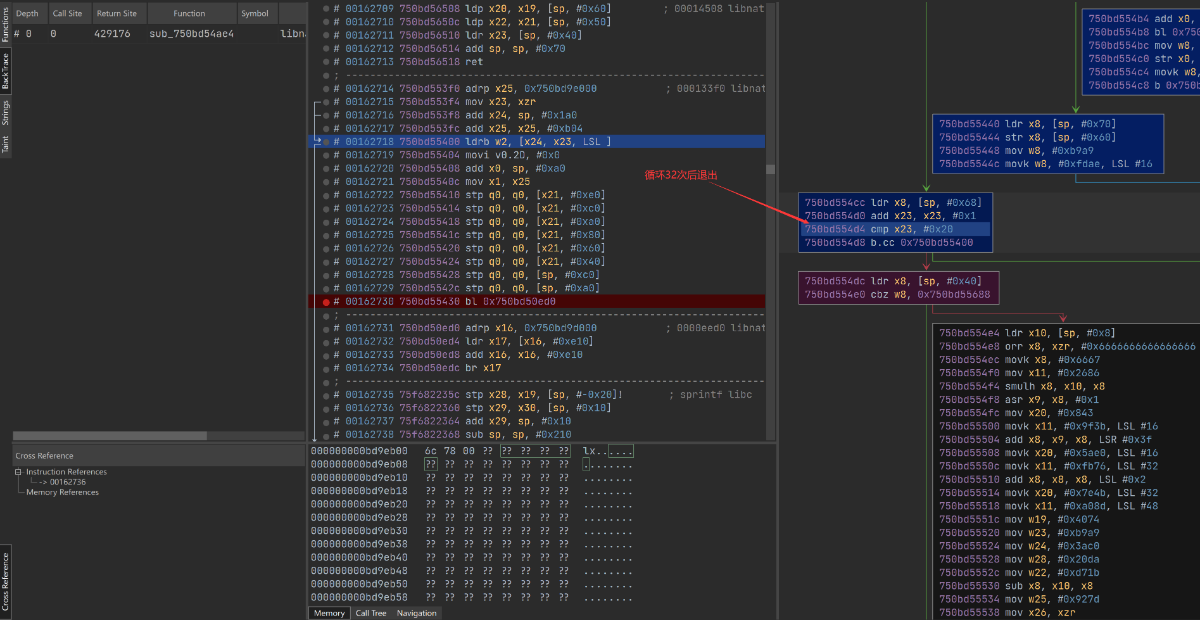 Depth Call Site Return Site Function Symbol
# 0 0 429176 sub_750bd54ae4 libn
Functions
BackTrace
Strings
Taint
Cross Reference
Instruction References
--> 00162736
Memory References
Cross Reference
# 00162709 750bd56508 ldp x20, x19, [sp, #0x60] ; 00014508 libnat
# 00162710 750bd5650c ldp x22, x21, [sp, #0x50]
# 00162711 750bd56510 ldr x23, [sp, #0x40]
# 00162712 750bd56514 add sp, sp, #0x70
# 00162713 750bd56518 ret
;
# 00162714 750bd553f0 adrp x25, 0x750bd9e000 ; 000133f0 libnat
# 00162715 750bd553f4 mov x23, xzr
# 00162716 750bd553f8 add x24, sp, #0x1a0
# 00162717 750bd553fc add x25, x25, #0xb04
# 00162718 750bd55400 ldrb w2, [x24, x23, LSL ]
# 00162719 750bd55404 movi v0.2D, #0x0
# 00162720 750bd55408 add x0, sp, #0xa0
# 00162721 750bd5540c mov x1, x25
# 00162722 750bd55410 stp q0, q0, [x21, #0xe0]
# 00162723 750bd55414 stp q0, q0, [x21, #0xc0]
# 00162724 750bd55418 stp q0, q0, [x21, #0xa0]
# 00162725 750bd5541c stp q0, q0, [x21, #0x80]
# 00162726 750bd55420 stp q0, q0, [x21, #0x60]
# 00162727 750bd55424 stp q0, q0, [x21, #0x40]
# 00162728 750bd55428 stp q0, q0, [sp, #0xc0]
# 00162729 750bd5542c stp q0, q0, [sp, #0xa0]
# 00162730 750bd55430 bl 0x750bd50ed0
;
# 00162731 750bd50ed0 adrp x16, 0x750bd9d000 ; 0000eed0 libnat
# 00162732 750bd50ed4 ldr x17, [x16, #0xe10]
# 00162733 750bd50ed8 add x16, x16, #0xe10
# 00162734 750bd50edc br x17
;
# 00162735 75f682235c stp x28, x19, [sp, #-0x20]! ; sprintf libc
# 00162736 75f6822360 stp x29, x30, [sp, #0x10]
# 00162737 75f6822364 add x29, sp, #0x10
# 00162738 75f6822368 sub sp, sp, #0x210
000000000bd9eb00 6c 78 00 ?? ?? ?? ?? ?? lx......
000000000bd9eb08 ?? ?? ?? ?? ?? ?? ?? ?? ........
000000000bd9eb10 ?? ?? ?? ?? ?? ?? ?? ?? ........
000000000bd9eb18 ?? ?? ?? ?? ?? ?? ?? ?? ........
000000000bd9eb20 ?? ?? ?? ?? ?? ?? ?? ?? ........
000000000bd9eb28 ?? ?? ?? ?? ?? ?? ?? ?? ........
000000000bd9eb30 ?? ?? ?? ?? ?? ?? ?? ?? ........
000000000bd9eb38 ?? ?? ?? ?? ?? ?? ?? ?? ........
000000000bd9eb40 ?? ?? ?? ?? ?? ?? ?? ?? ........
000000000bd9eb48 ?? ?? ?? ?? ?? ?? ?? ?? ........
000000000bd9eb50 ?? ?? ?? ?? ?? ?? ?? ?? ........
000000000bd9eb58 ?? ?? ?? ?? ?? ?? ?? ?? ........
Memory Call Tree Navigation
循环32次后退出
750bd554b4 add x0,
750bd554b8 bl 0x750
750bd554bc mov w8,
750bd554c0 str x0,
750bd554c4 movk w8,
750bd554c8 b 0x750b
750bd55440 ldr x8, [sp, #0x70]
750bd55444 str x8, [sp, #0x60]
750bd55448 mov w8, #0xb9a9
750bd5544c movk w8, #0xfdae, LSL #16
750bd554cc ldr x8, [sp, #0x68]
750bd554d0 add x23, x23, #0x1
750bd554d4 cmp x23, #0x20
750bd554d8 b.cc 0x750bd55400
750bd554dc ldr x8, [sp, #0x40]
750bd554e0 cbz w8, 0x750bd55688
750bd554e4 ldr x10, [sp, #0x8]
750bd554e8 orr x8, xzr, #0x6666666666666666
750bd554ec movk x8, #0x6667
750bd554f0 mov x11, #0x2686
750bd554f4 smulh x8, x10, x8
750bd554f8 asr x9, x8, #0x1
750bd554fc mov x20, #0x843
750bd55500 movk x11, #0x9f3b, LSL #16
750bd55504 add x8, x9, x8, LSR #0x3f
750bd55508 movk x20, #0x5ae0, LSL #16
750bd5550c movk x11, #0xfb76, LSL #32
750bd55510 add x8, x8, x8, LSL #0x2
750bd55514 movk x20, #0x7e4b, LSL #32
750bd55518 movk x11, #0xa08d, LSL #48
750bd5551c mov w19, #0x4074
750bd55520 mov w23, #0xb9a9
750bd55524 mov w24, #0x3ac0
750bd55528 mov w28, #0x20da
750bd5552c mov w22, #0xd71b
750bd55530 sub x8, x10, x8
750bd55534 mov w25, #0x927d
750bd55538 mov x26, xzr